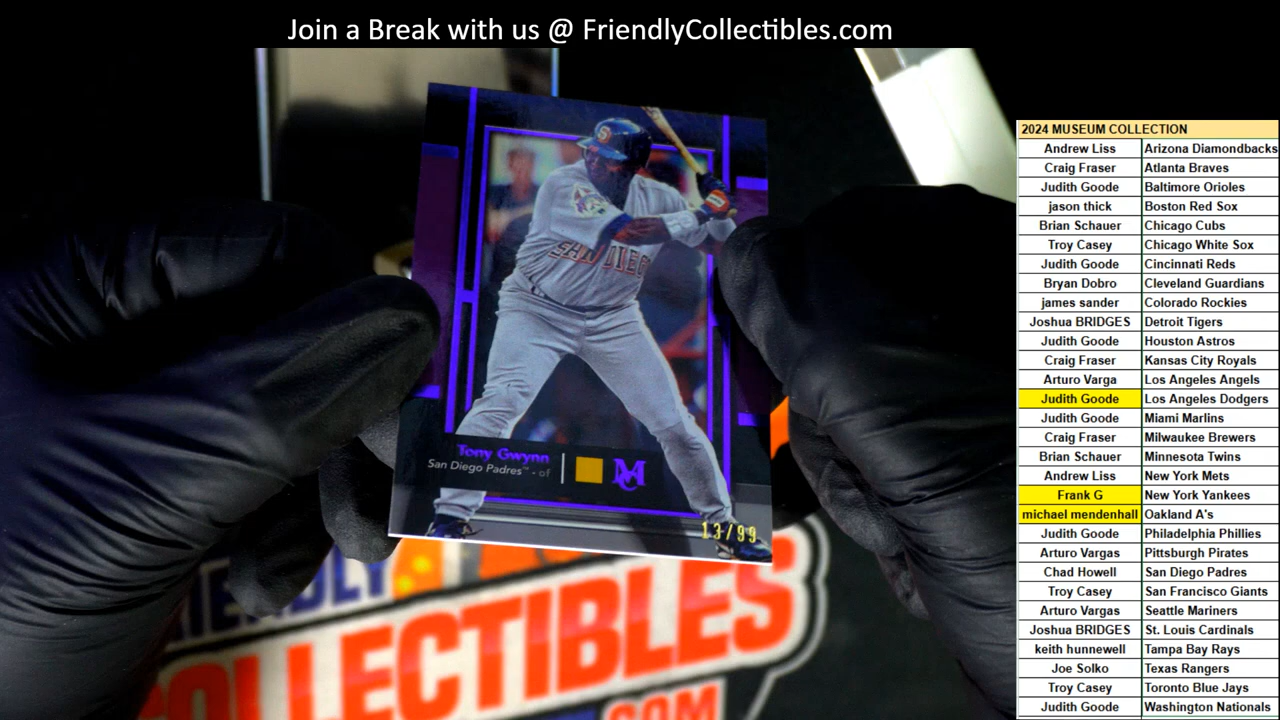 Join a Break with us @ FriendlyCollectibles.com
SAN DIEGO
Tony Gwynn
San Diego Padres™ - of
MC
13/99
COLLECTIBLES
.COM
2024 MUSEUM COLLECTION
Andrew Liss Arizona Diamondbacks
Craig Fraser Atlanta Braves
Judith Goode Baltimore Orioles
jason thick Boston Red Sox
Brian Schauer Chicago Cubs
Troy Casey Chicago White Sox
Judith Goode Cincinnati Reds
Bryan Dobro Cleveland Guardians
james sander Colorado Rockies
Joshua BRIDGES Detroit Tigers
Judith Goode Houston Astros
Craig Fraser Kansas City Royals
Arturo Varga Los Angeles Angels
Judith Goode Los Angeles Dodgers
Judith Goode Miami Marlins
Craig Fraser Milwaukee Brewers
Brian Schauer Minnesota Twins
Andrew Liss New York Mets
Frank G New York Yankees
michael mendenhall Oakland A's
Judith Goode Philadelphia Phillies
Arturo Vargas Pittsburgh Pirates
Chad Howell San Diego Padres
Troy Casey San Francisco Giants
Arturo Vargas Seattle Mariners
Joshua BRIDGES St. Louis Cardinals
keith hunnewell Tampa Bay Rays
Joe Solko Texas Rangers
Troy Casey Toronto Blue Jays
Judith Goode Washington Nationals